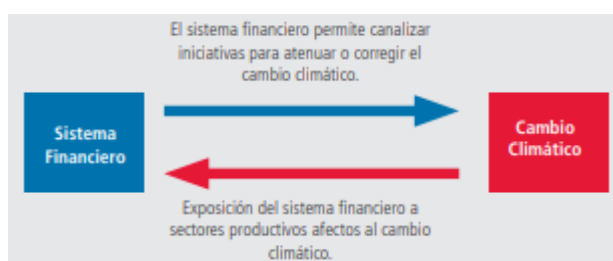 El sistema financiero permite canalizar
iniciativas para atenuar o corregir el
cambio climático.
Sistema
Financiero
Cambio
Climático
Exposición del sistema financiero a
sectores productivos afectos al cambio
climático.